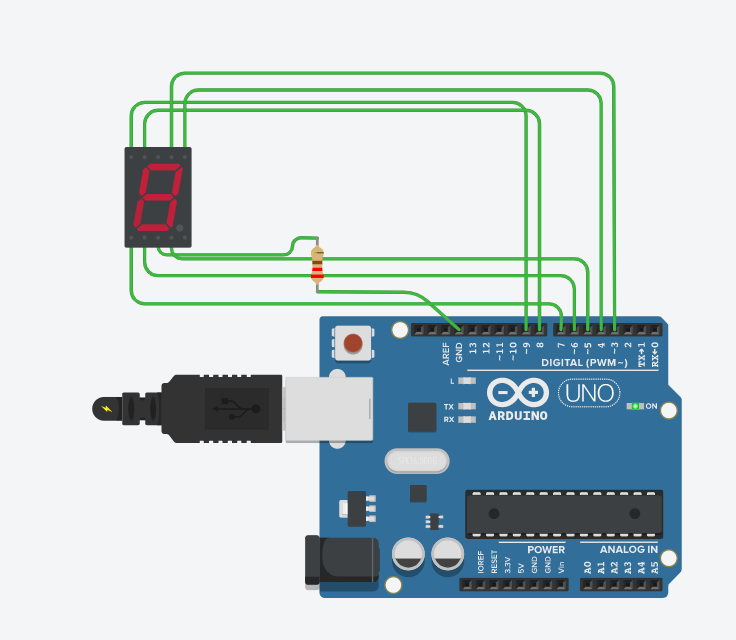 AREF
GND
13
12
~11
~10
~9
8
7
~6
~5
4
~3
2
TX→1
RX←0
DIGITAL (PWM~)
L
TX
RX
ARDUINO
UNO
ON
POWER
ANALOG IN
IOREF
RESET
3.3V
5V
GND
GND
Vin
A0
A1
A2
A3
A4
A5